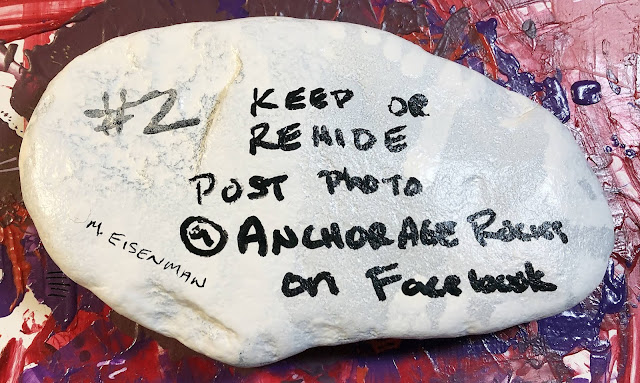 #2
KEEP OR
REHIDE
POST PHOTO
@ ANCHORAGE ROCKS
on Facebook
M. EISENMAN